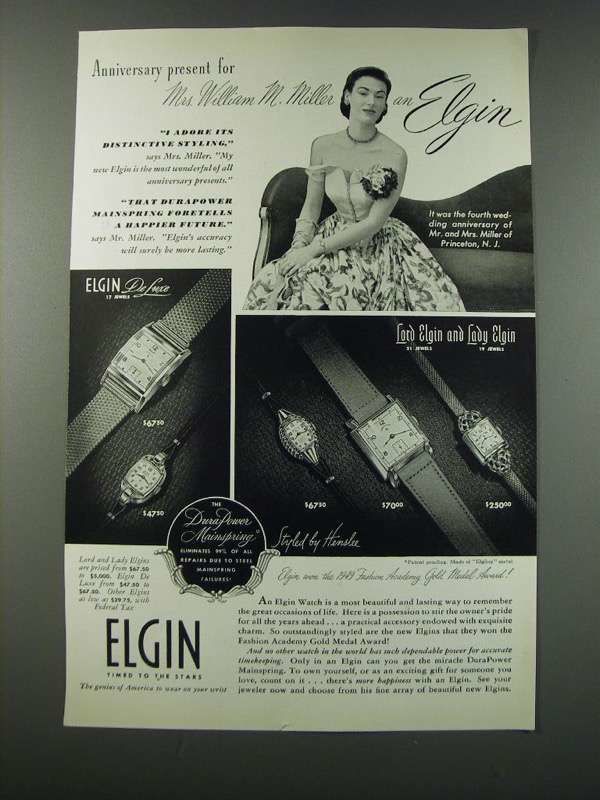 Anniversary present for
Mrs. William M. Miller an Elgin
"I ADORE ITS
DISTINCTIVE STYLING,"
says Mrs. Miller. "My
new Elgin is the most wonderful of all
anniversary presents."
"THAT DURAPOWER
MAINSPRING FORETELLS
A HAPPIER FUTURE,"
says Mr. Miller. "Elgin's accuracy
will surely be more lasting."
It was the fourth wed-
ding anniversary of
Mr. and Mrs. Miller of
Princeton, N. J.
ELGIN De Luxe
17 JEWELS
$67.50
$47.50
Lord Elgin and Lady Elgin
21 JEWELS 19 JEWELS
$67.50
$70.00
$250.00
THE
DuraPower
Mainspring*
ELIMINATES 99% OF ALL
REPAIRS DUE TO STEEL
MAINSPRING
FAILURES!
Styled by Henslee
*Patent pending. Made of "Elgiloy" metal
Elgin won the 1949 Fashion Academy Gold Medal Award!
Lord and Lady Elgins
are priced from $67.50
to $5,000. Elgin De
Luxe from $47.50 to
$67.50. Other Elgins
as low as $29.75, with
Federal Tax
ELGIN
TIMED TO THE STARS
The genius of America to wear on your wrist
An Elgin Watch is a most beautiful and lasting way to remember
the great occasions of life. Here is a possession to stir the owner's pride
for all the years ahead . . . a practical accessory endowed with exquisite
charm. So outstandingly styled are the new Elgins that they won the
Fashion Academy Gold Medal Award!
And no other watch in the world has such dependable power for accurate
timekeeping. Only in an Elgin can you get the miracle DuraPower
Mainspring. To own yourself, or as an exciting gift for someone you
love, count on it . . . there's more happiness with an Elgin. See your
jeweler now and choose from his fine array of beautiful new Elgins.